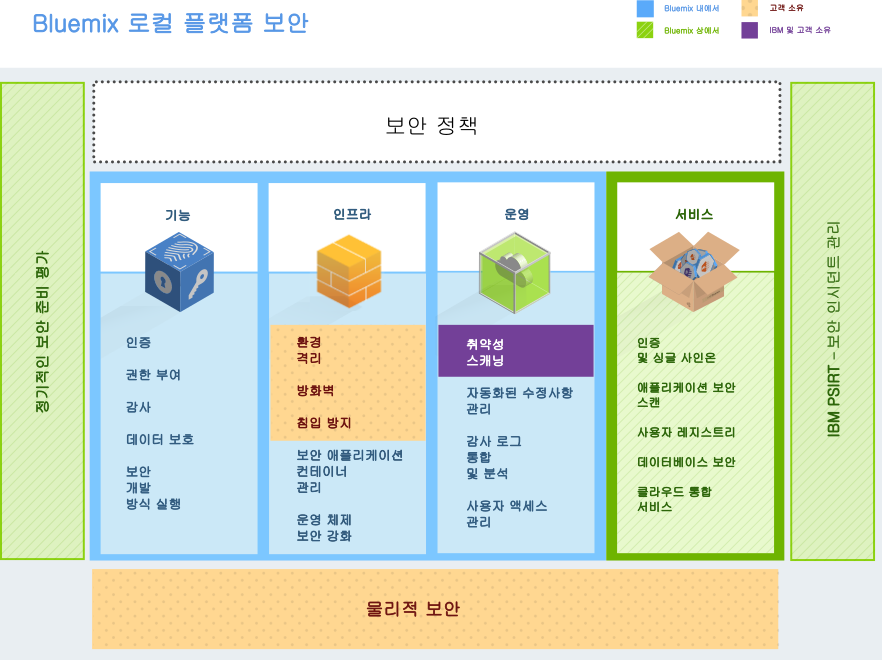 Bluemix 로컬 플랫폼 보안
Bluemix 내에서
고객 소유
Bluemix 상에서
IBM 및 고객 소유
보안 정책
정기적인 보안 준비 평가
기능
인증
권한 부여
감사
데이터 보호
보안
개발
방식 실행
인프라
환경
격리
방화벽
침입 방지
보안 애플리케이션
컨테이너
관리
운영 체제
보안 강화
운영
취약성
스캐닝
자동화된 수정사항
관리
감사 로그
통합
및 분석
사용자 액세스
관리
서비스
인증
및 싱글 사인온
애플리케이션 보안
스캔
사용자 레지스트리
데이터베이스 보안
클라우드 통합
서비스
IBM PSIRT – 보안 인시던트 관리
물리적 보안